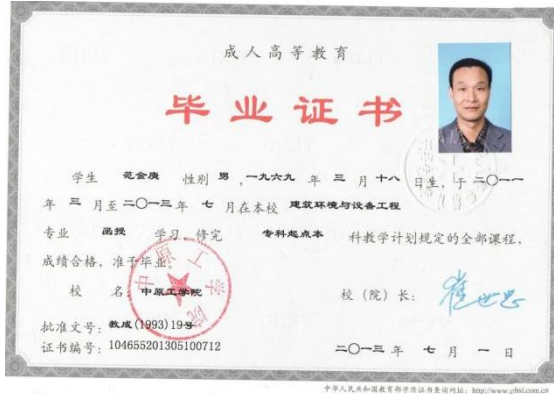 成人高等教育
毕业证书
学生 范金庚 性别 男 ,一九六九 年 三 月 十八 日生,于 二〇一一
年 三 月至 二〇一三 年 七 月在本校 建筑环境与设备工程
专业 函授 学习,修完 专科起点本 科教学计划规定的全部课程,
成绩合格,准予毕业。
校 名: 中原工学院
校(院)长: 崔世忠
批准文号: 教成(1993)19号
证书编号: 104655201305100712
二〇一三 年 七 月 一 日
中华人民共和国教育部学历证书查询网址: http://www.chsi.com.cn